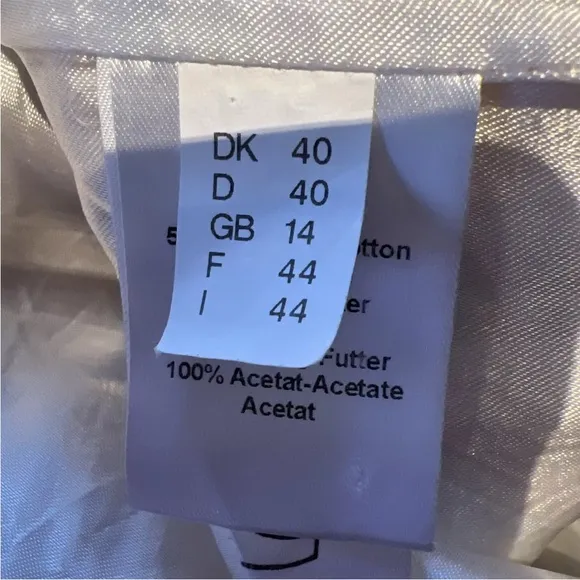 DK 40
D 40
GB 14
F 44
I 44
Futter
100% Acetat-Acetate
Acetat